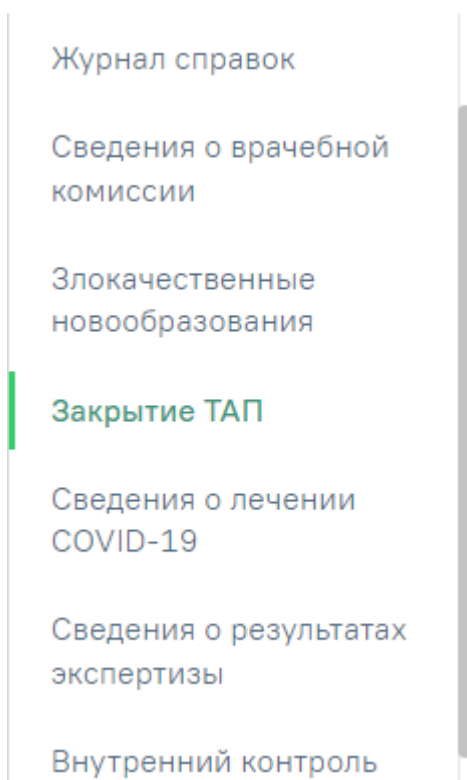 Журнал справок
Сведения о врачебной
комиссии
Злокачественные
новообразования
Закрытие ТАП
Сведения о лечении
COVID-19
Сведения о результатах
экспертизы
Внутренний контроль